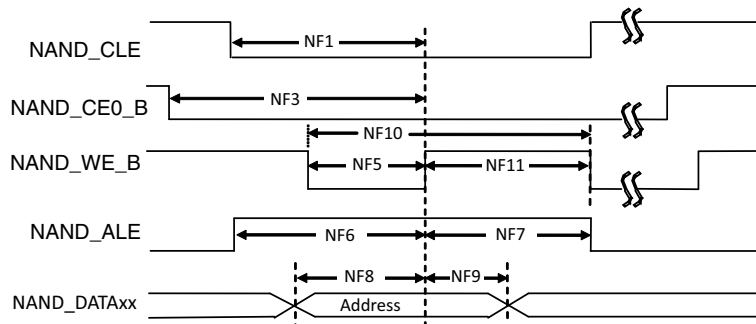 NAND_CLE
NF1
NAND_CE0_B
NF3
NF10
NAND_WE_B
NF5
NF11
NAND_ALE
NF6
NF7
NF8
NF9
NAND_DATAxx
Address